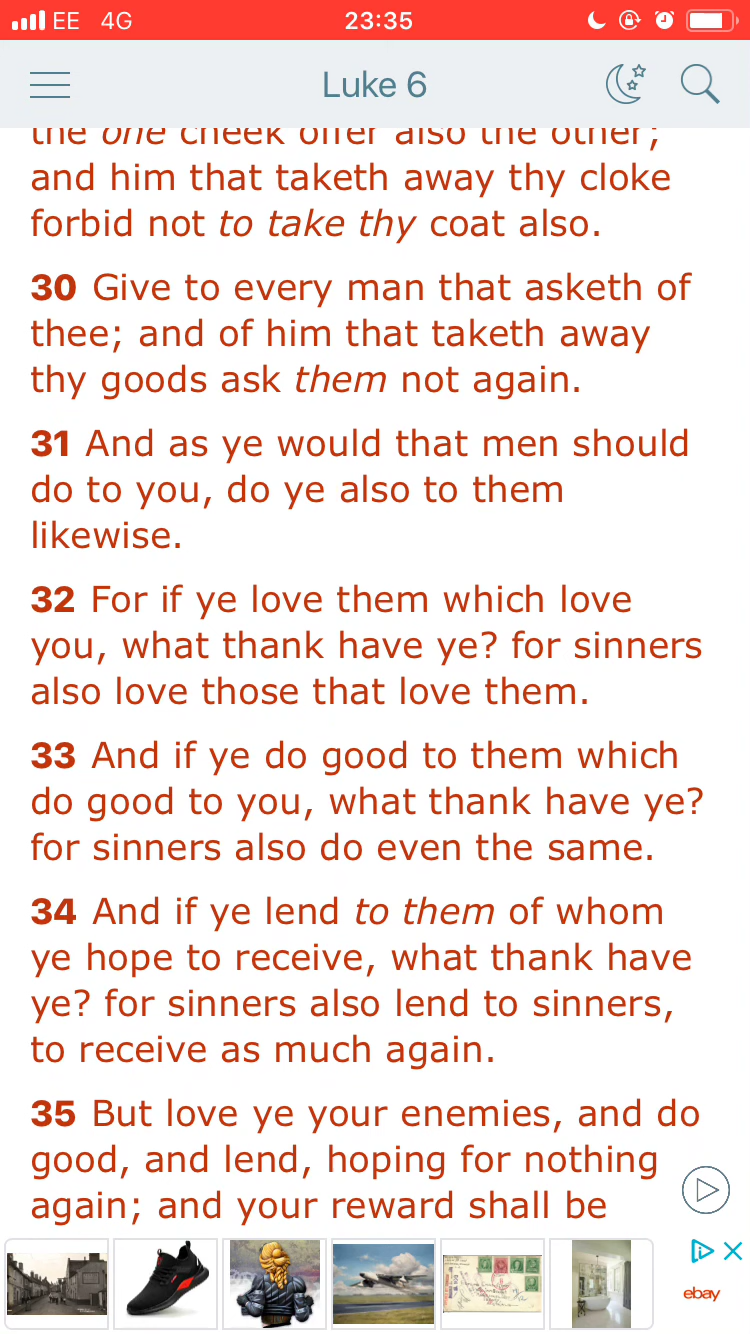 EE 4G 23:35
Luke 6
the one cheek offer also the other;
and him that taketh away thy cloke
forbid not to take thy coat also.
30 Give to every man that asketh of
thee; and of him that taketh away
thy goods ask them not again.
31 And as ye would that men should
do to you, do ye also to them
likewise.
32 For if ye love them which love
you, what thank have ye? for sinners
also love those that love them.
33 And if ye do good to them which
do good to you, what thank have ye?
for sinners also do even the same.
34 And if ye lend to them of whom
ye hope to receive, what thank have
ye? for sinners also lend to sinners,
to receive as much again.
35 But love ye your enemies, and do
good, and lend, hoping for nothing
again; and your reward shall be
ebay